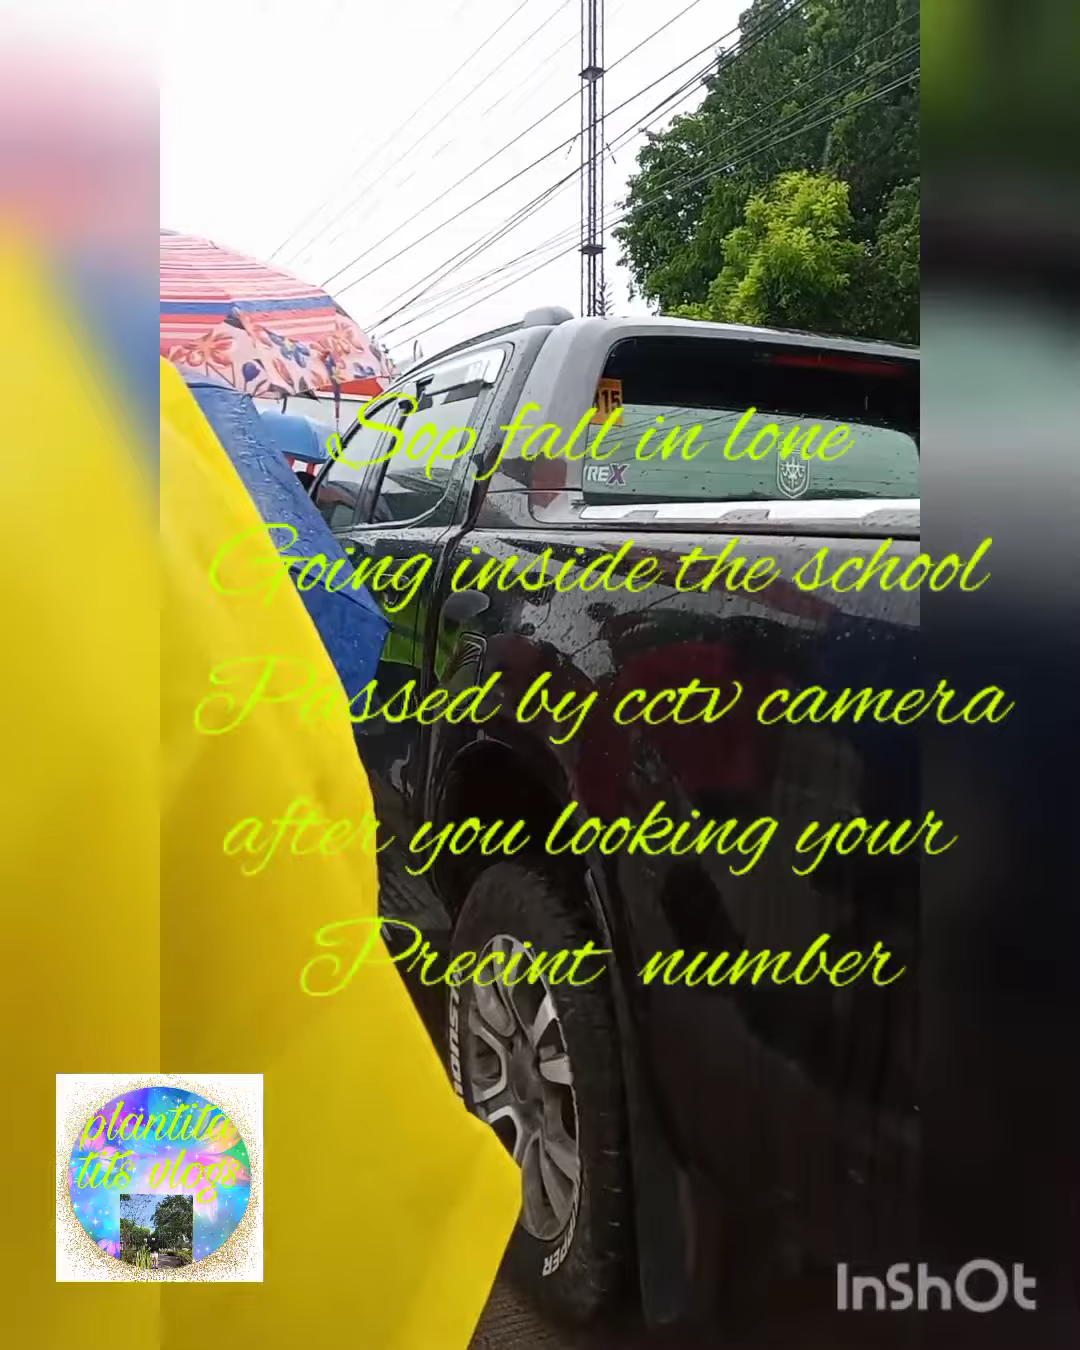 115
Sop fall in lone
TREX
Going inside the school
Passed by cctv camera
after you looking your
Precint number
plantita
tits vlogs
InShOt